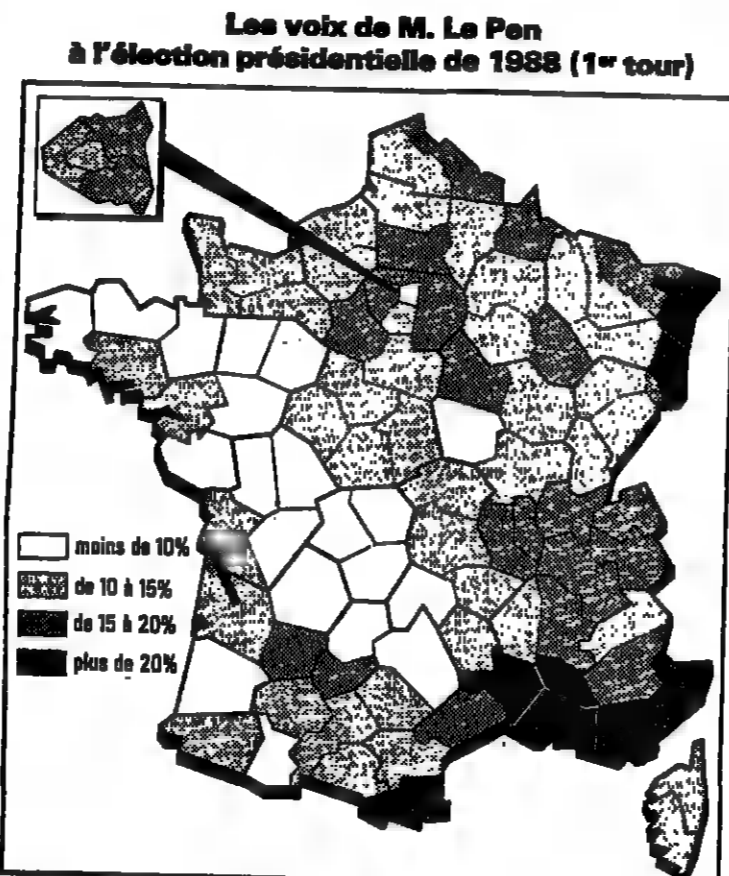 Les voix de M. Le Pen
à l'élection présidentielle de 1988 (1er tour)
moins de 10%
de 10 à 15%
de 15 à 20%
plus de 20%